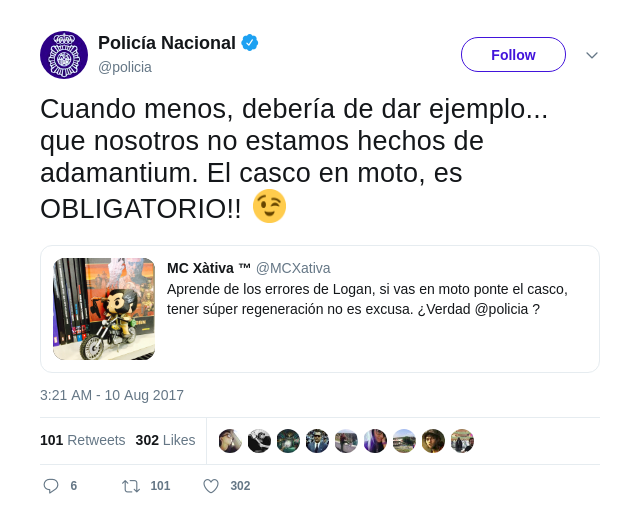 Policía Nacional
@policia
Follow
Cuando menos, debería de dar ejemplo...
que nosotros no estamos hechos de
adamantium. El casco en moto, es
OBLIGATORIO!! 😉
MC Xàtiva ™ @MCXativa
Aprende de los errores de Logan, si vas en moto ponte el casco,
tener súper regeneración no es excusa. ¿Verdad @policia ?
3:21 AM - 10 Aug 2017
101 Retweets 302 Likes
6 101 302